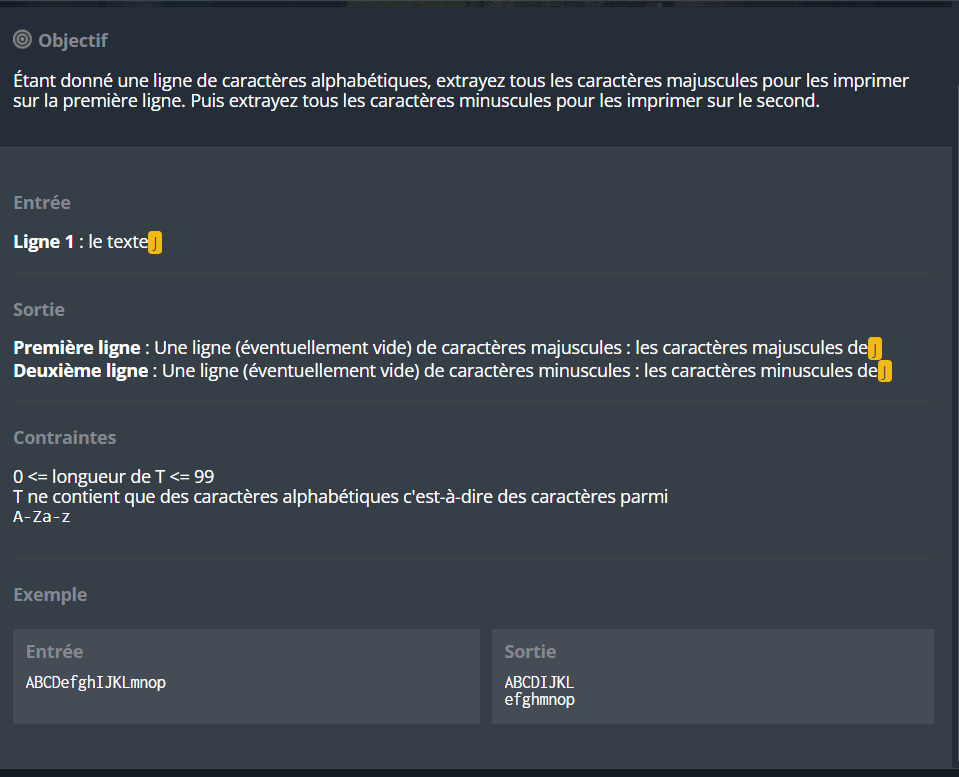 Objectif
Étant donné une ligne de caractères alphabétiques, extrayez tous les caractères majuscules pour les imprimer
sur la première ligne. Puis extrayez tous les caractères minuscules pour les imprimer sur le second.
Entrée
Ligne 1 : le texte J
Sortie
Première ligne : Une ligne (éventuellement vide) de caractères majuscules : les caractères majuscules de J
Deuxième ligne : Une ligne (éventuellement vide) de caractères minuscules : les caractères minuscules de J
Contraintes
0 <= longueur de T <= 99
T ne contient que des caractères alphabétiques c'est-à-dire des caractères parmi
A-Za-z
Exemple
Entrée
ABCDefghIJKLmnop
Sortie
ABCDIJKL
efghmnop